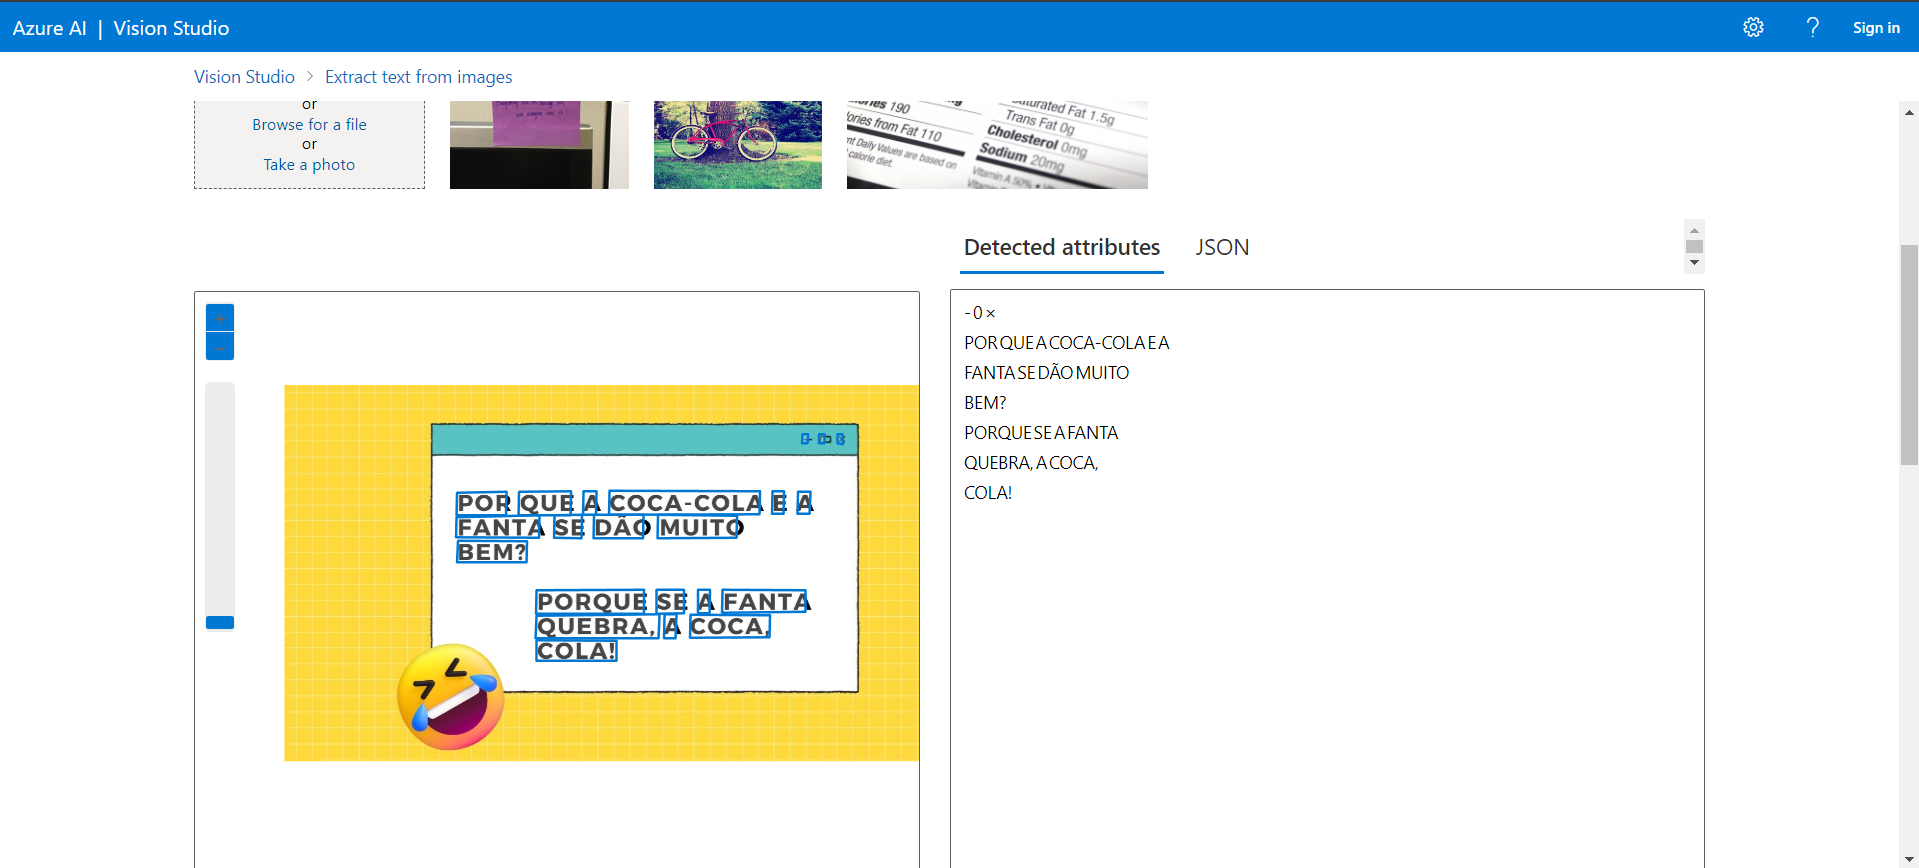 Azure AI | Vision Studio
Sign in
Vision Studio > Extract text from images
or
Browse for a file
or
Take a photo
ories 190
lories from Fat 110
nt Daily Values are based on
calorie diet.
Saturated Fat 1.5g
Trans Fat 0g
Cholesterol 0mg
Sodium 20mg
Vitamin A 50% •
Detected attributes
JSON
+
-
POR QUE A COCA-COLA E A
FANTA SE DÃO MUITO
BEM?
PORQUE SE A FANTA
QUEBRA, A COCA,
COLA!
- 0 ×
POR QUE A COCA-COLA E A
FANTA SE DÃO MUITO
BEM?
PORQUE SE A FANTA
QUEBRA, A COCA,
COLA!